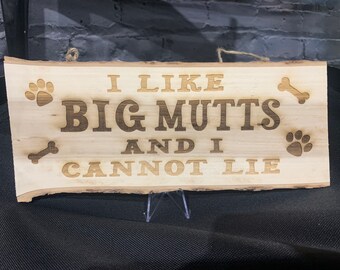 I LIKE
BIG MUTTS
AND I
CANNOT LIE